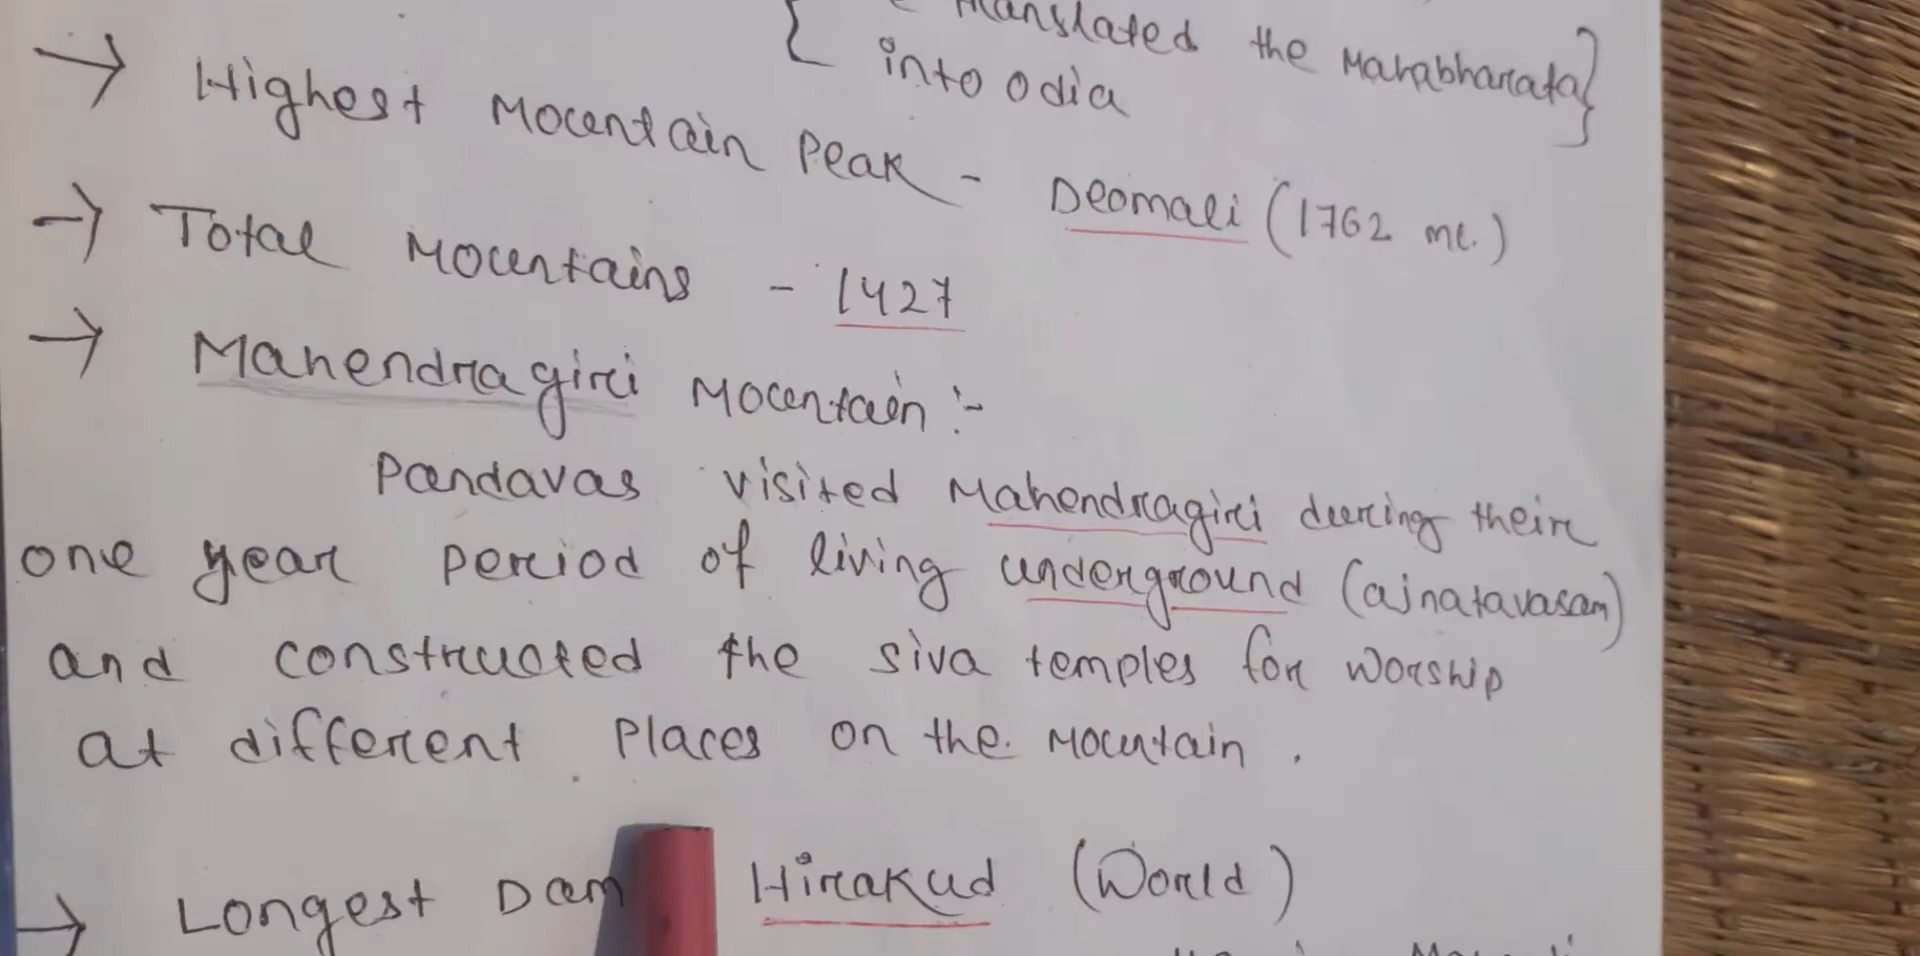 translated the Mahabharata}
{ into odia
→ Highest Mountain Peak - Deomali (1762 mt.)
→ Total Mountains - 1427
→ Mahendragiri Mountain :-
Pandavas visited Mahendragiri during their
one year period of living underground (ajnatavasam)
and constructed the siva temples for worship
at different places on the Mountain.
→ Longest Dam Hirakud (World)